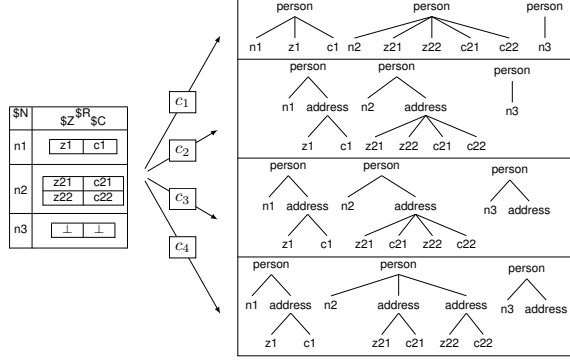 $N $R
$Z $C
n1 z1 c1
n2 z21 c21
z22 c22
n3 ⊥ ⊥
c1
c2
c3
c4
person person person
n1 z1 c1 n2 z21 z22 c21 c22 n3
person person person
n1 address n2 address n3
z1 c1 z21 z22 c21 c22
person person person
n1 address n2 address n3 address
z1 c1 z21 c21 z22 c22
person person person
n1 address n2 address address n3 address
z1 c1 z21 c21 z22 c22